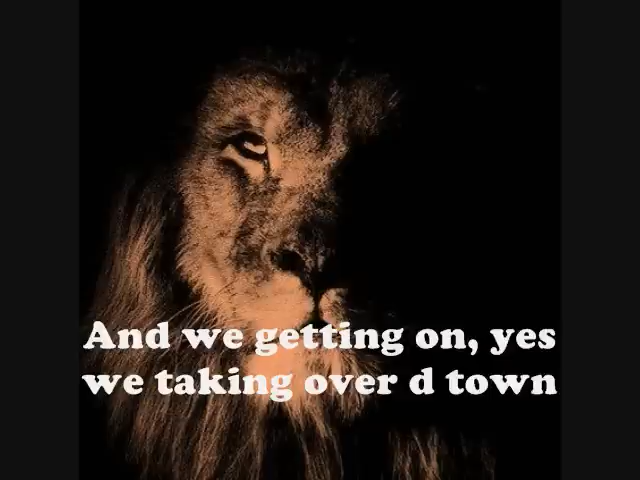 And we getting on, yes
we taking over d town